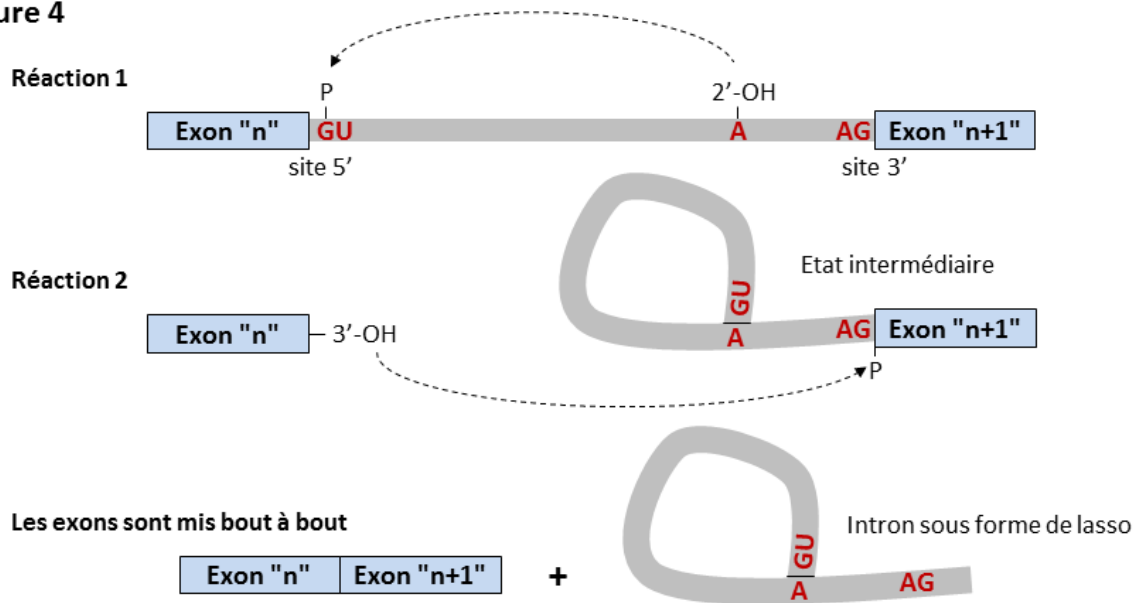 ure 4
Réaction 1
P
2’-OH
Exon "n"
GU
A
AG
Exon "n+1"
site 5’
site 3’
Etat intermédiaire
Réaction 2
GU
Exon "n"
3’-OH
A
AG
Exon "n+1"
P
Les exons sont mis bout à bout
Intron sous forme de lasso
GU
Exon "n"
Exon "n+1"
+
A
AG